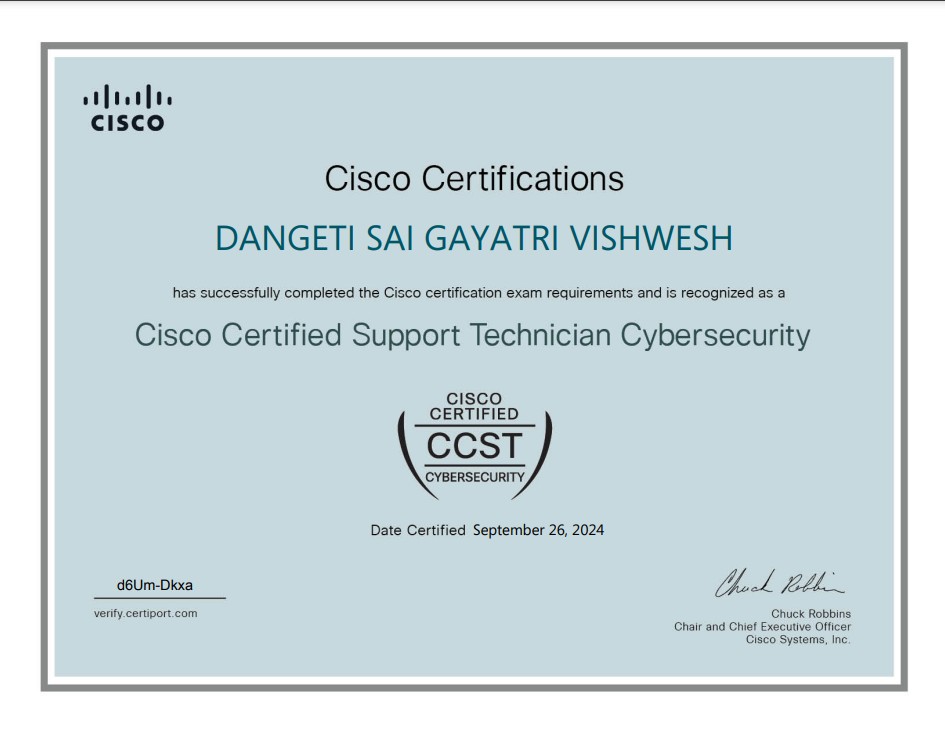 CISCO
Cisco Certifications
DANGETI SAI GAYATRI VISHWESH
has successfully completed the Cisco certification exam requirements and is recognized as a
Cisco Certified Support Technician Cybersecurity
CISCO
CERTIFIED
CCST
CYBERSECURITY
Date Certified September 26, 2024
d6Um-Dkxa
verify.certiport.com
Chuck Robbins
Chuck Robbins
Chair and Chief Executive Officer
Cisco Systems, Inc.